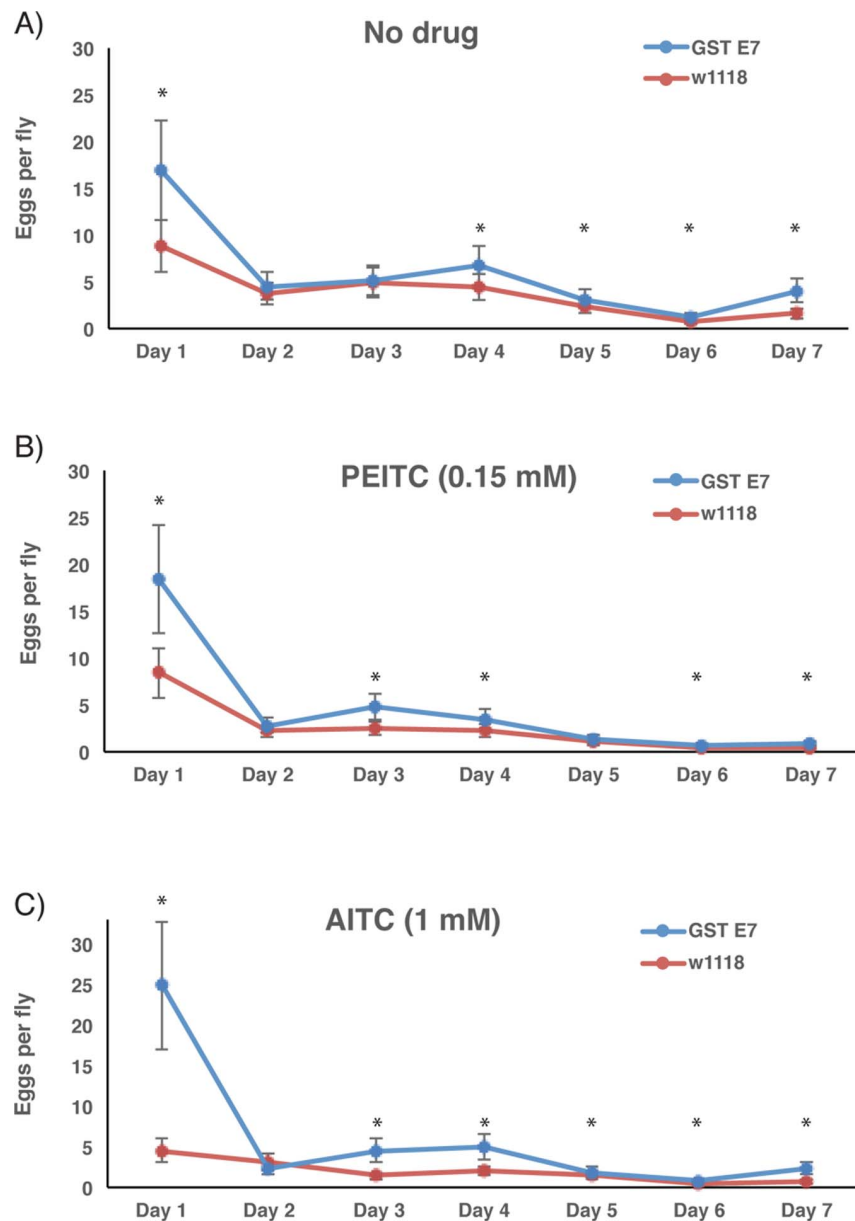 A)
No drug
GST E7
w1118
Eggs per fly
30
25
20
15
10
5
0
*
*
*
*
*
Day 1 Day 2 Day 3 Day 4 Day 5 Day 6 Day 7
B)
PEITC (0.15 mM)
GST E7
w1118
Eggs per fly
30
25
20
15
10
5
0
*
*
*
*
*
Day 1 Day 2 Day 3 Day 4 Day 5 Day 6 Day 7
C)
AITC (1 mM)
GST E7
w1118
Eggs per fly
30
25
20
15
10
5
0
*
*
*
*
*
*
Day 1 Day 2 Day 3 Day 4 Day 5 Day 6 Day 7